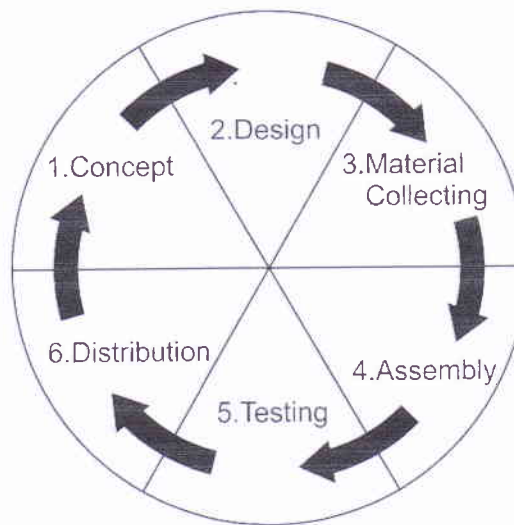 1.Concept
2.Design
3.Material
Collecting
4.Assembly
5.Testing
6.Distribution